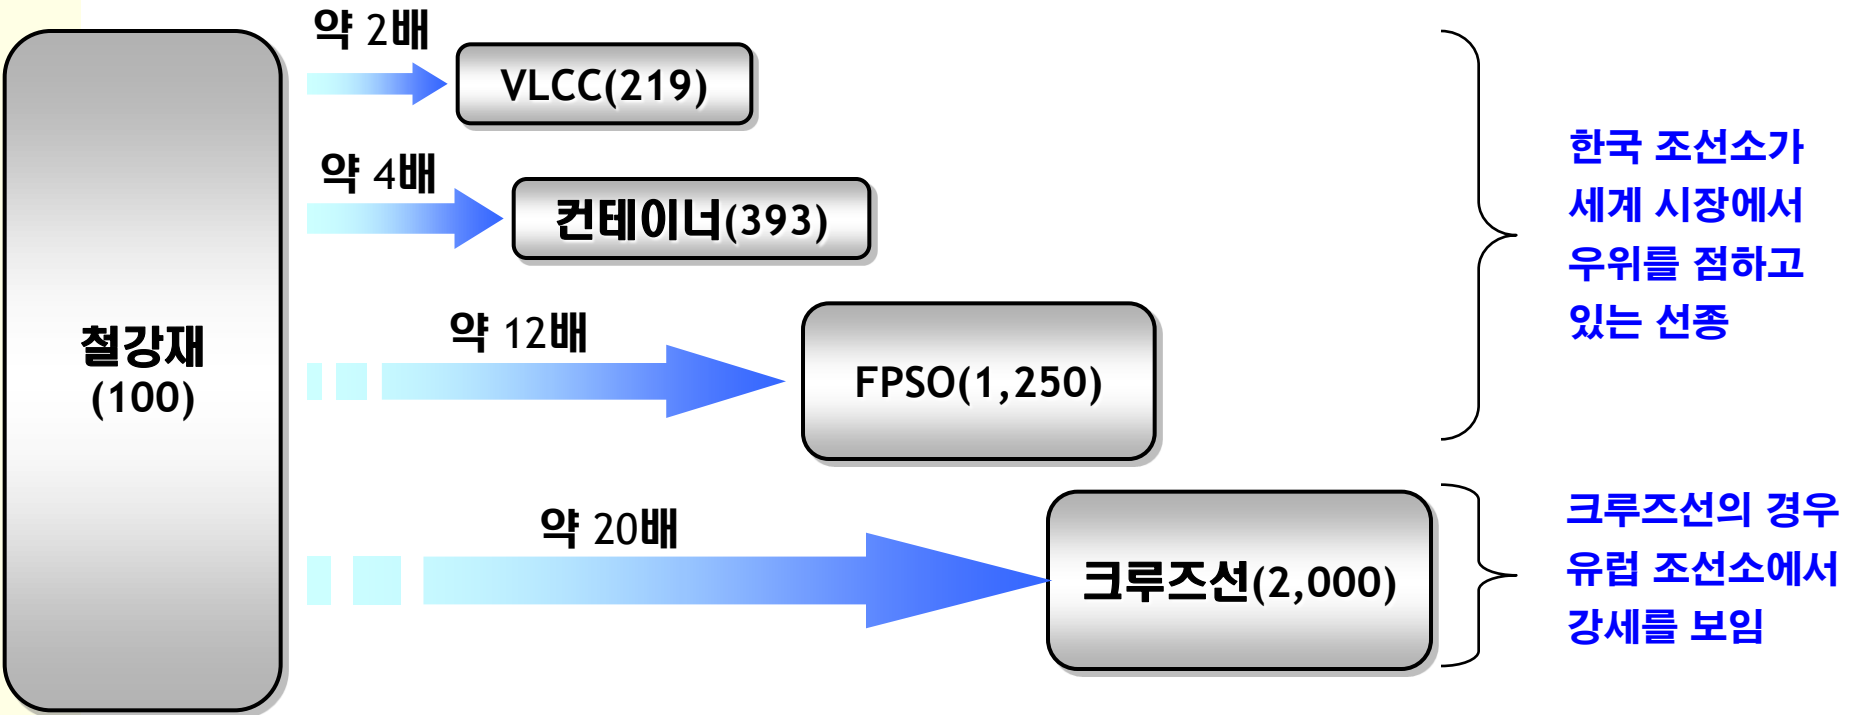 철강재
(100)
약 2배
VLCC(219)
약 4배
컨테이너(393)
약 12배
FPSO(1,250)
약 20배
크루즈선(2,000)
한국 조선소가
세계 시장에서
우위를 점하고
있는 선종
크루즈선의 경우
유럽 조선소에서
강세를 보임